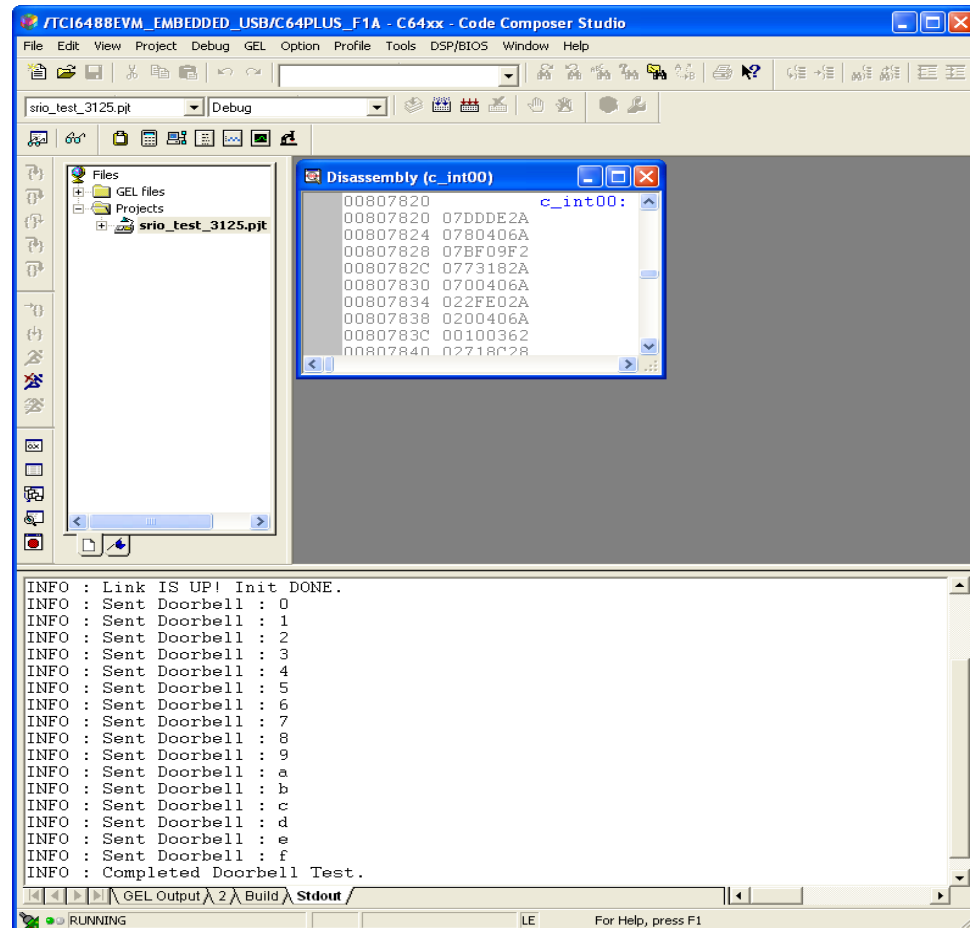 /TCI6488EVM_EMBEDDED_USB/C64PLUS_F1A - C64xx - Code Composer Studio
File Edit View Project Debug GEL Option Profile Tools DSP/BIOS Window Help
srio_test_3125.pjt Debug
Files
GEL files
Projects
srio_test_3125.pjt
Disassembly (c_int00)
00807820 c_int00:
00807820 07DDDE2A
00807824 0780406A
00807828 07BF09F2
0080782C 0773182A
00807830 0700406A
00807834 022FE02A
00807838 0200406A
0080783C 00100362
00807840 02718C28
INFO : Link IS UP! Init DONE.
INFO : Sent Doorbell : 0
INFO : Sent Doorbell : 1
INFO : Sent Doorbell : 2
INFO : Sent Doorbell : 3
INFO : Sent Doorbell : 4
INFO : Sent Doorbell : 5
INFO : Sent Doorbell : 6
INFO : Sent Doorbell : 7
INFO : Sent Doorbell : 8
INFO : Sent Doorbell : 9
INFO : Sent Doorbell : a
INFO : Sent Doorbell : b
INFO : Sent Doorbell : c
INFO : Sent Doorbell : d
INFO : Sent Doorbell : e
INFO : Sent Doorbell : f
INFO : Completed Doorbell Test.
GEL Output 2 Build Stdout
RUNNING LE For Help, press F1